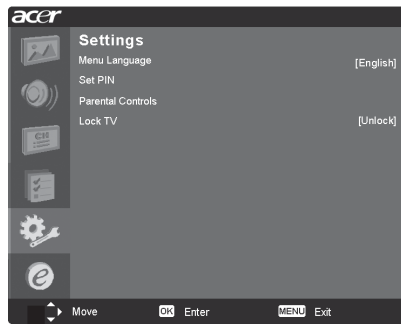 acer
Settings
Menu Language [English]
Set PIN
Parental Controls
Lock TV [Unlock]
CH
e
Move OK Enter MENU Exit